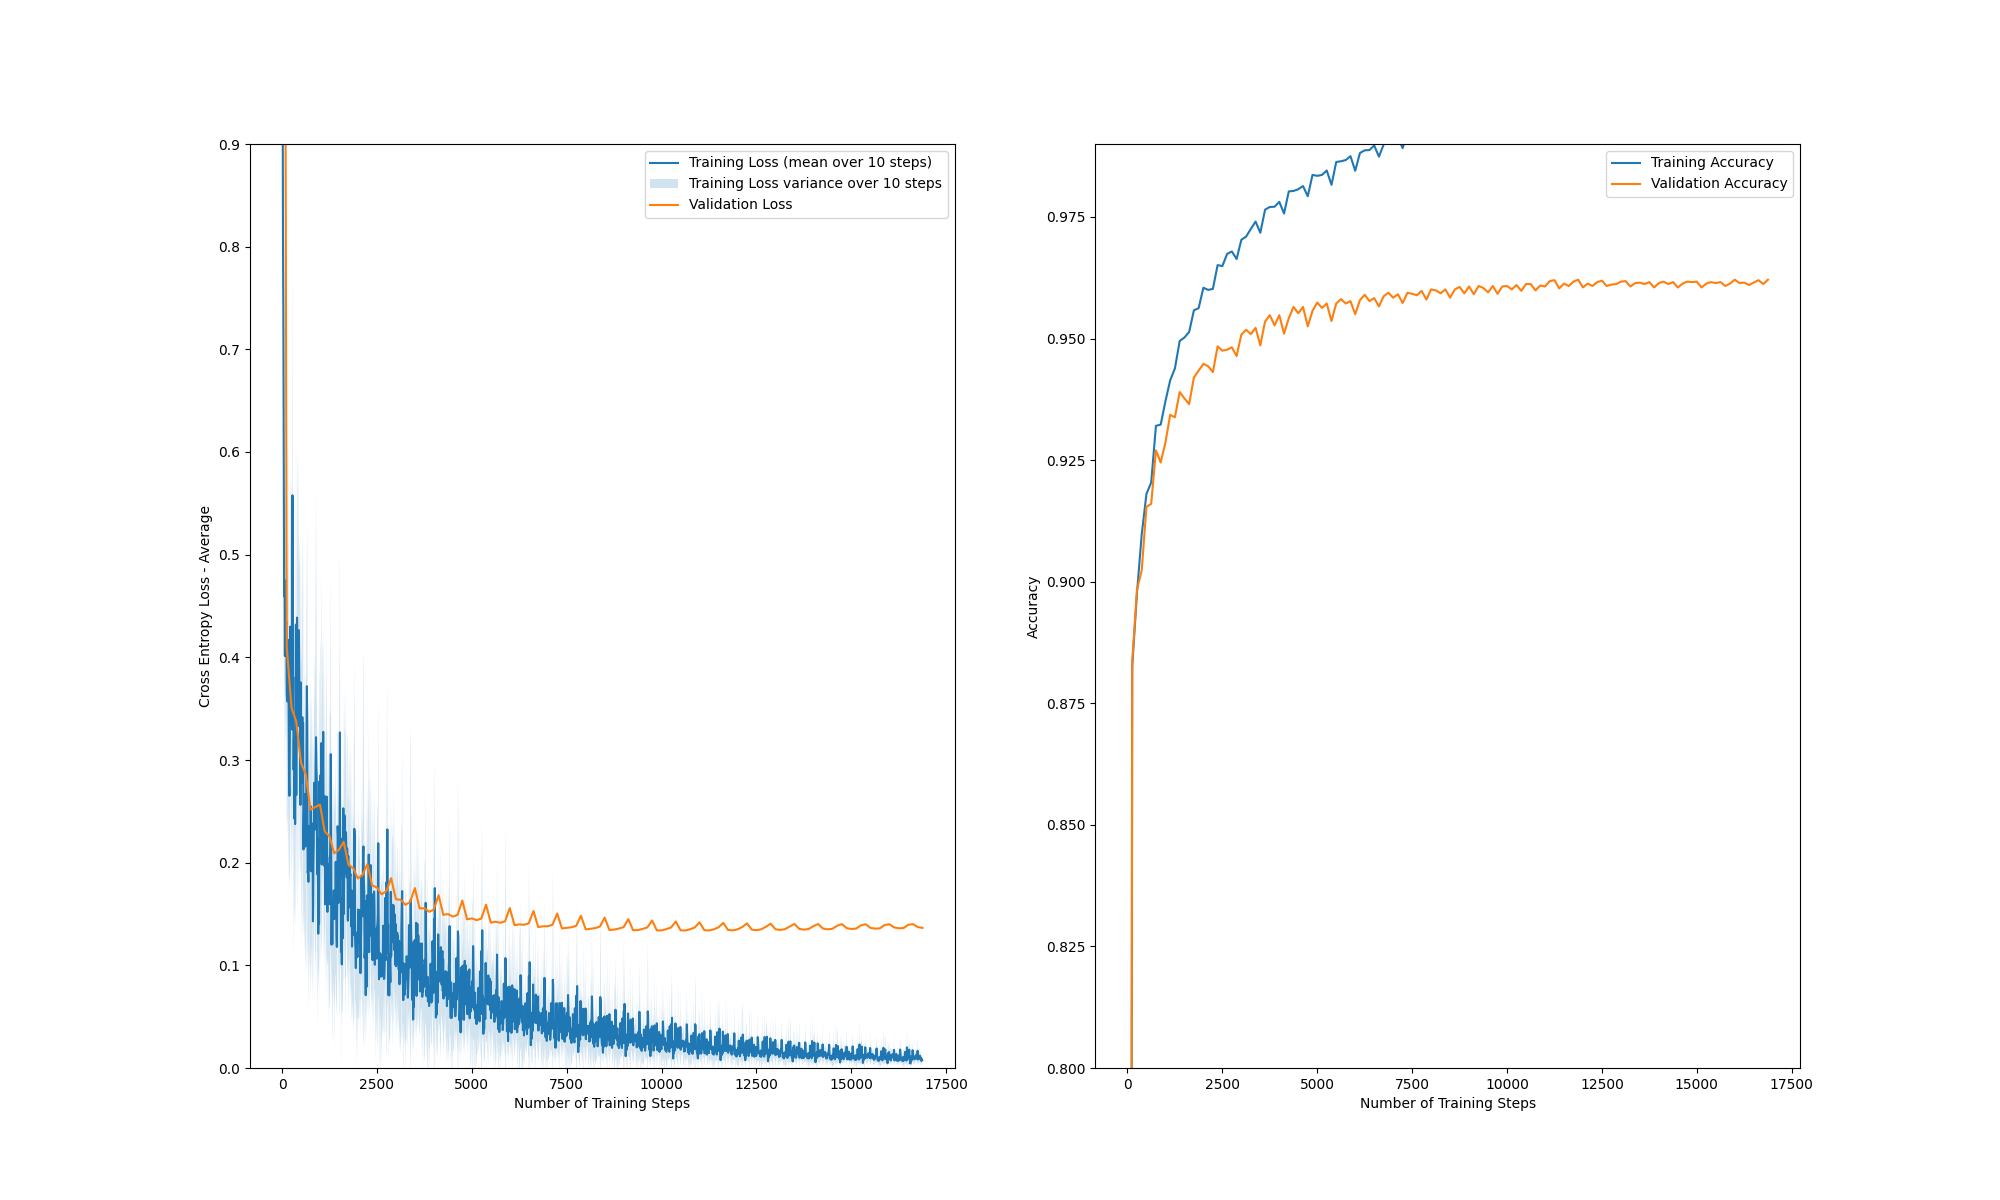 0.9
0.8
0.7
0.6
0.5
0.4
0.3
0.2
0.1
0.0
Cross Entropy Loss - Average
0 2500 5000 7500 10000 12500 15000 17500
Number of Training Steps
Training Loss (mean over 10 steps)
Training Loss variance over 10 steps
Validation Loss
0.975
0.950
0.925
0.900
0.875
0.850
0.825
0.800
Accuracy
0 2500 5000 7500 10000 12500 15000 17500
Number of Training Steps
Training Accuracy
Validation Accuracy